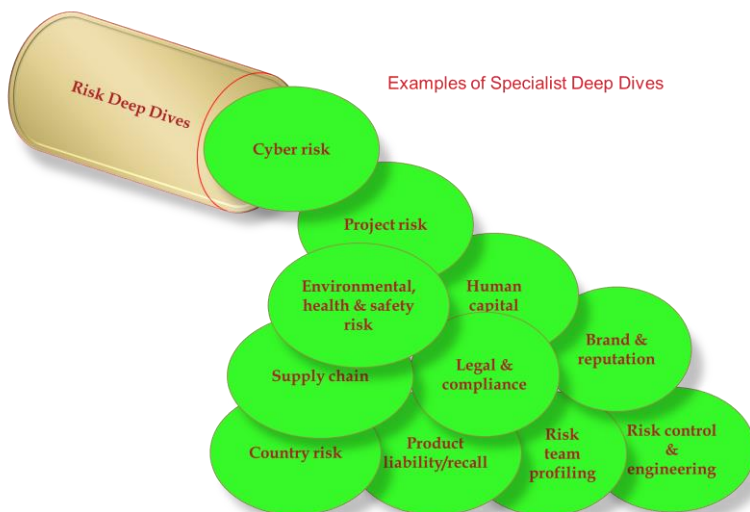 Risk Deep Dives
Examples of Specialist Deep Dives
Cyber risk
Project risk
Environmental,
health & safety
risk
Human
capital
Brand &
reputation
Supply chain
Legal &
compliance
Country risk
Product
liability/recall
Risk
team
profiling
Risk control
&
engineering